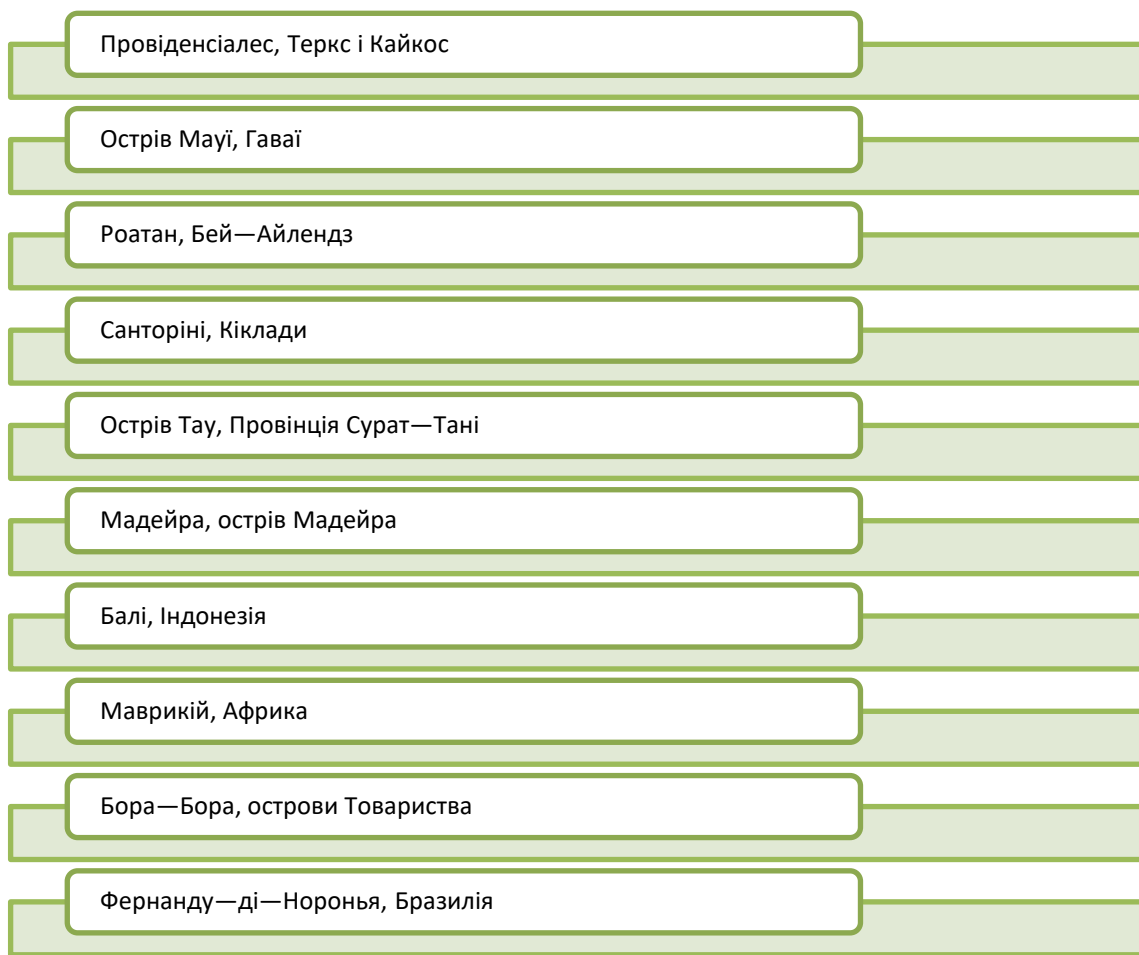 Провіденсіалес, Теркс і Кайкос
Острів Мауї, Гаваї
Роатан, Бей—Айлендз
Санторіні, Кіклади
Острів Тау, Провінція Сурат—Тані
Мадейра, острів Мадейра
Балі, Індонезія
Маврикій, Африка
Бора—Бора, острови Товариства
Фернанду—ді—Норонья, Бразилія